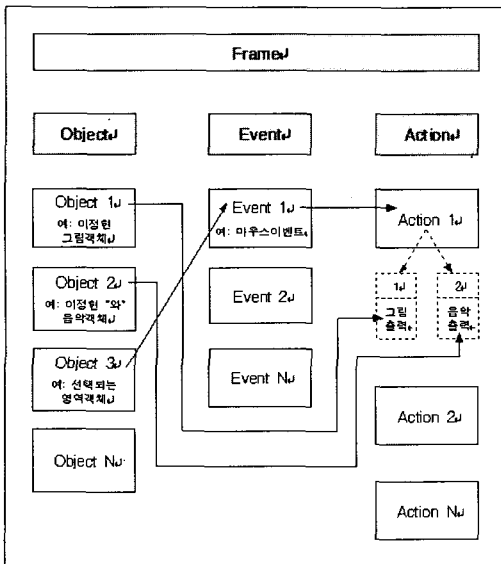 Frame
Object
Event
Action
Object 1
예: 이정현
그림객체
Object 2
예: 이정현 "와"
음악객체
Object 3
예: 선택되는
영역객체
Object N
Event 1
예: 마우스이벤트
Event 2
Event N
Action 1
1
그림
출력
2
음악
출력
Action 2
Action N